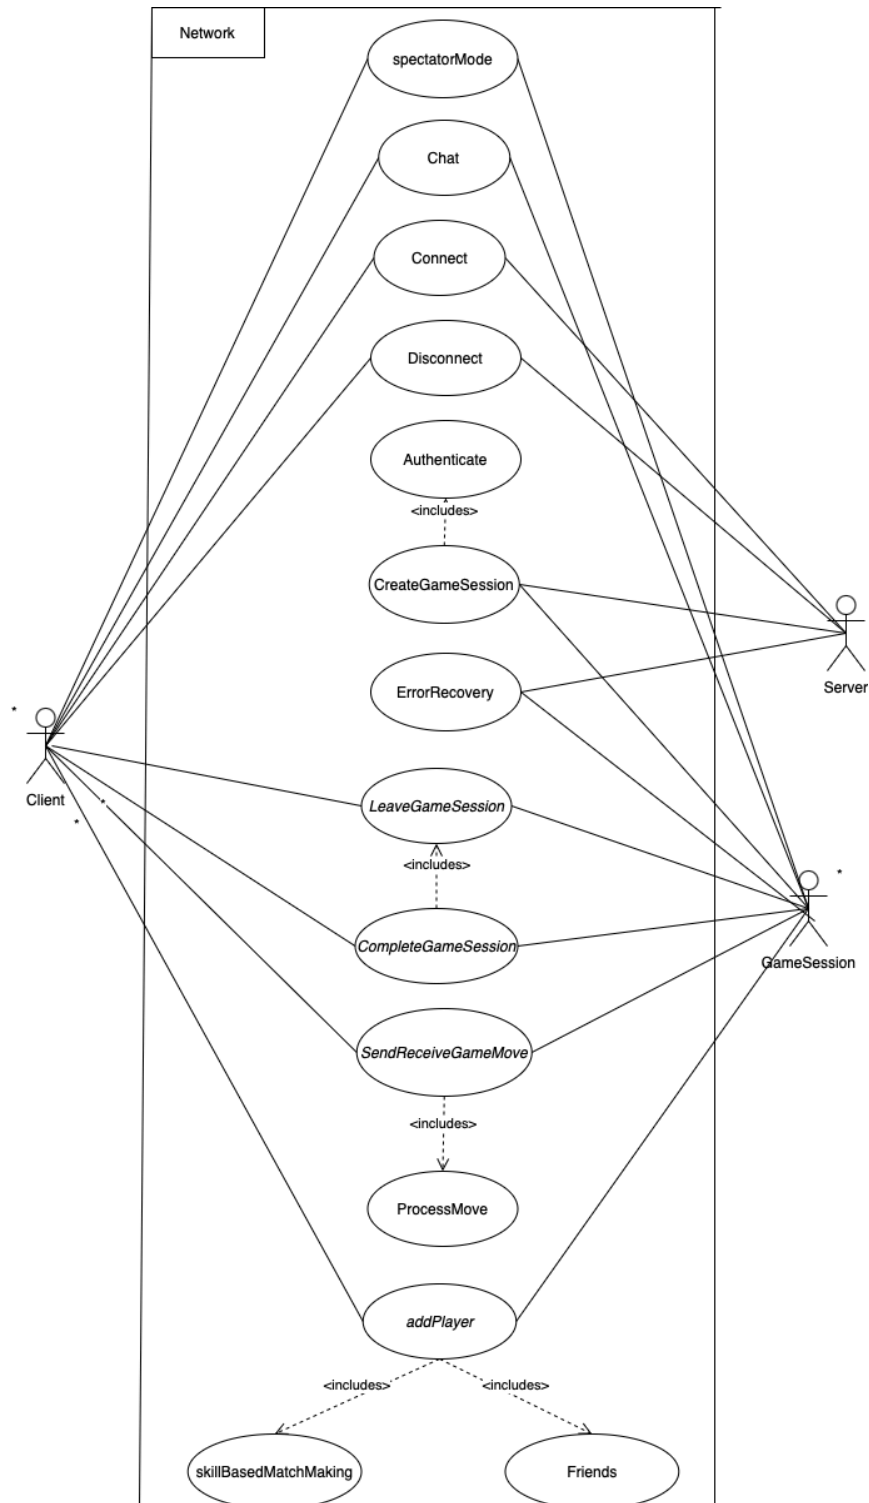 Network
spectatorMode
Chat
Connect
Disconnect
Authenticate
<includes>
CreateGameSession
ErrorRecovery
Server
*
Client
*
*
LeaveGameSession
<includes>
*
CompleteGameSession
GameSession
SendReceiveGameMove
<includes>
ProcessMove
addPlayer
<includes>
<includes>
skillBasedMatchMaking
Friends